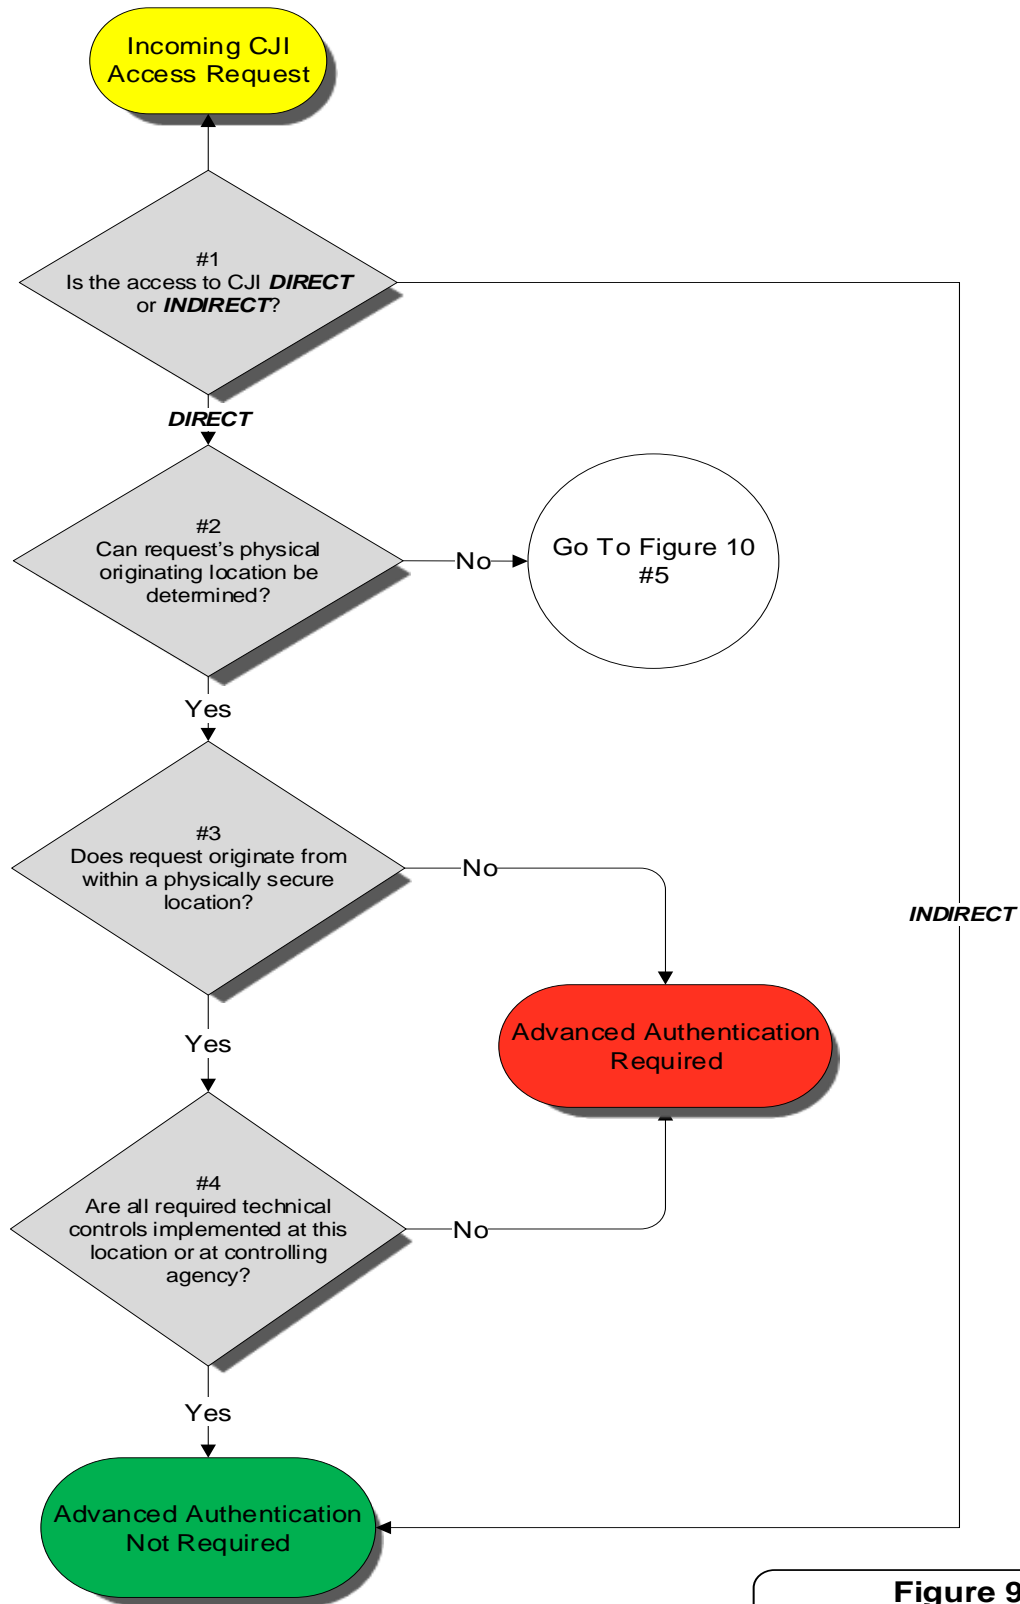 Incoming CJI
Access Request
#1
Is the access to CJI DIRECT
or INDIRECT?
DIRECT
#2
Can request's physical
originating location be
determined?
No
Go To Figure 10
#5
Yes
#3
Does request originate from
within a physically secure
location?
No
INDIRECT
Advanced Authentication
Required
Yes
#4
Are all required technical
controls implemented at this
location or at controlling
agency?
No
Yes
Advanced Authentication
Not Required
Figure 9